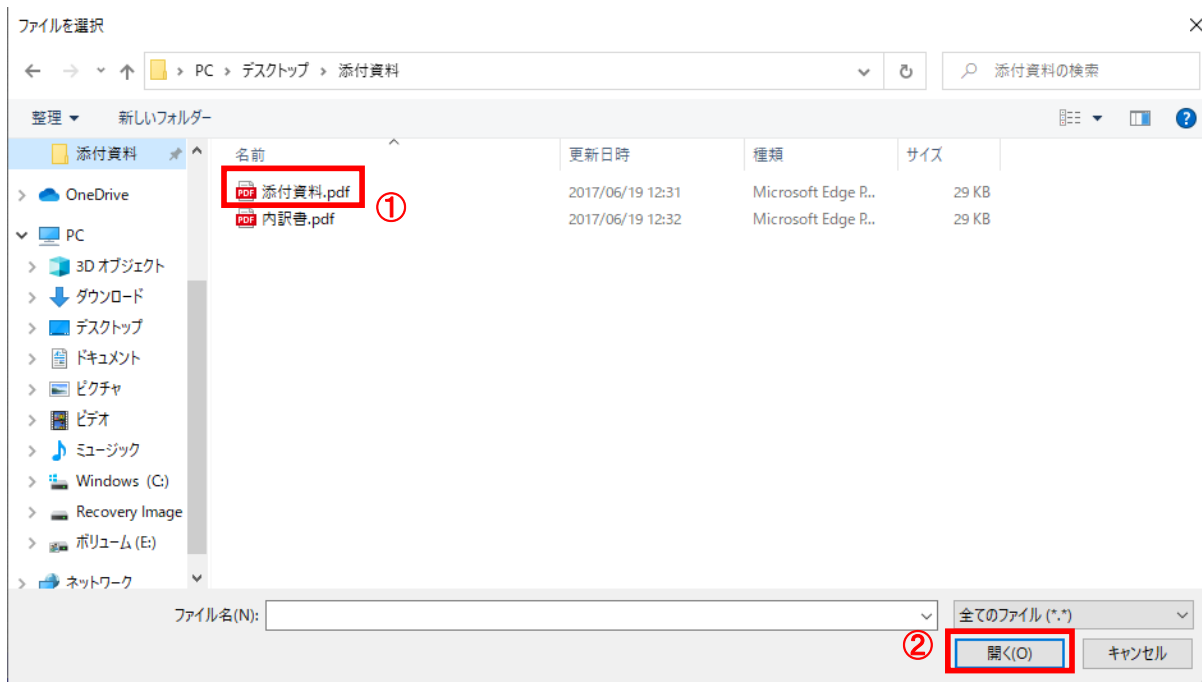 ファイルを選択
PC > デスクトップ > 添付資料
添付資料の検索
整理
新しいフォルダー
添付資料
OneDrive
PC
3D オブジェクト
ダウンロード
デスクトップ
ドキュメント
ピクチャ
ビデオ
ミュージック
Windows (C:)
Recovery Image
ボリューム (E:)
ネットワーク
名前 更新日時 種類 サイズ
添付資料.pdf 2017/06/19 12:31 Microsoft Edge P... 29 KB
①
内訳書.pdf 2017/06/19 12:32 Microsoft Edge P... 29 KB
ファイル名(N):
全てのファイル (*.*)
②
開く(O)
キャンセル